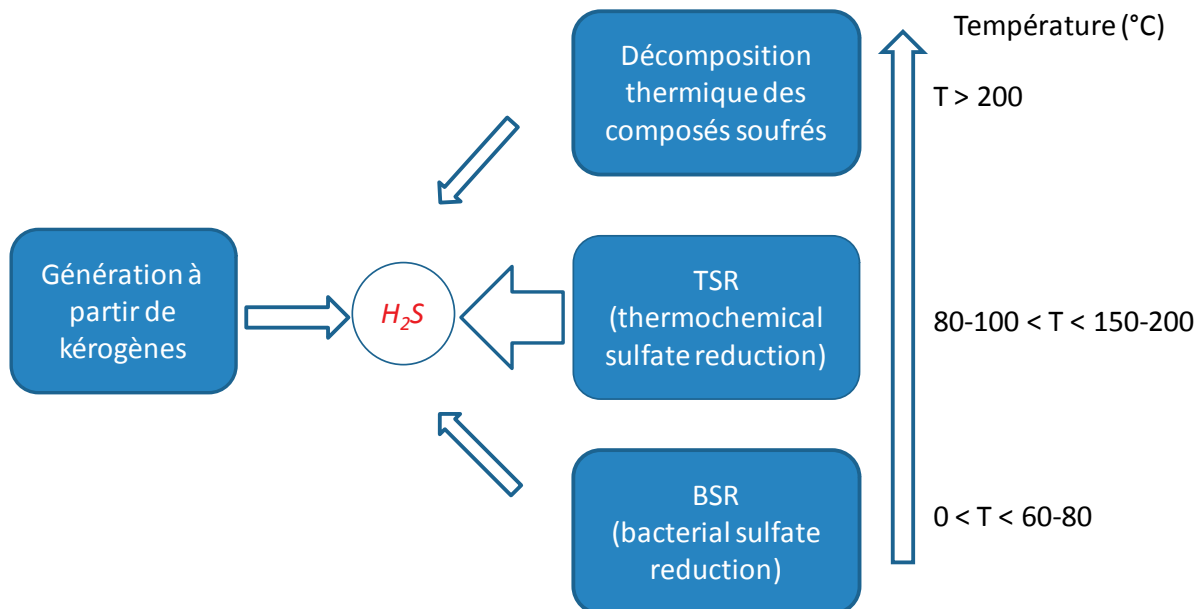 Température (°C)
Décomposition
thermique des
composés soufrés
T > 200
Génération à
partir de
kérogènes
H₂S
TSR
(thermochemical
sulfate reduction)
80-100 < T < 150-200
BSR
(bacterial sulfate
reduction)
0 < T < 60-80